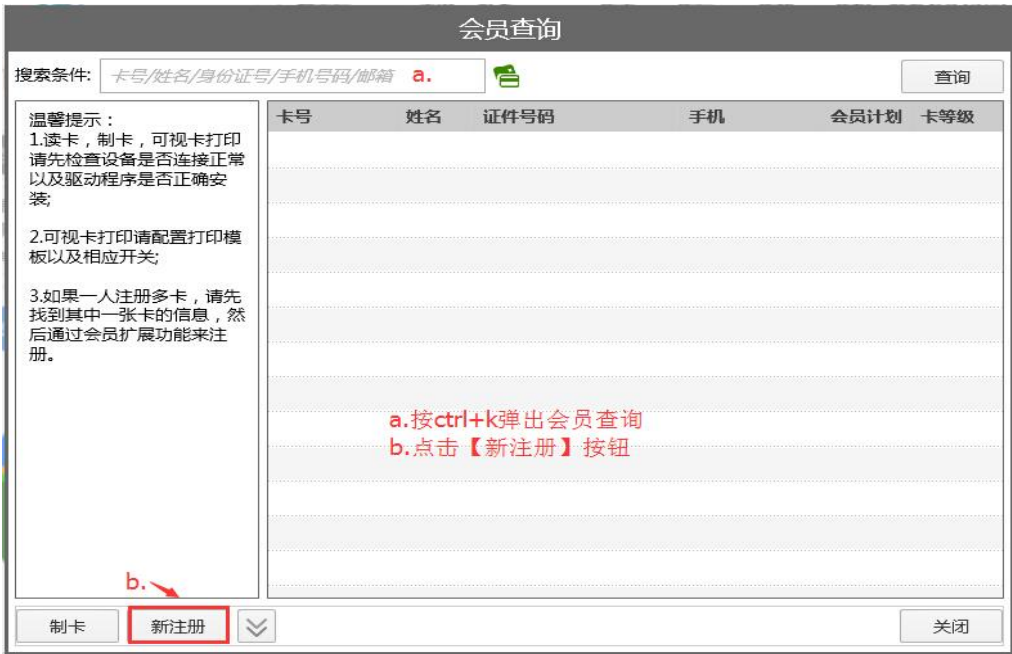 会员查询
搜索条件: 卡号/姓名/身份证号/手机号码/邮箱 a. 查询
卡号 姓名 证件号码 手机 会员计划 卡等级
温馨提示：
1.读卡，制卡，可视卡打印
请先检查设备是否连接正常
以及驱动程序是否正确安
装;
2.可视卡打印请配置打印模
板以及相应开关;
3.如果一人注册多卡，请先
找到其中一张卡的信息，然
后通过会员扩展功能来注
册。
a.按ctrl+k弹出会员查询
b.点击【新注册】按钮
b.
制卡 新注册 关闭